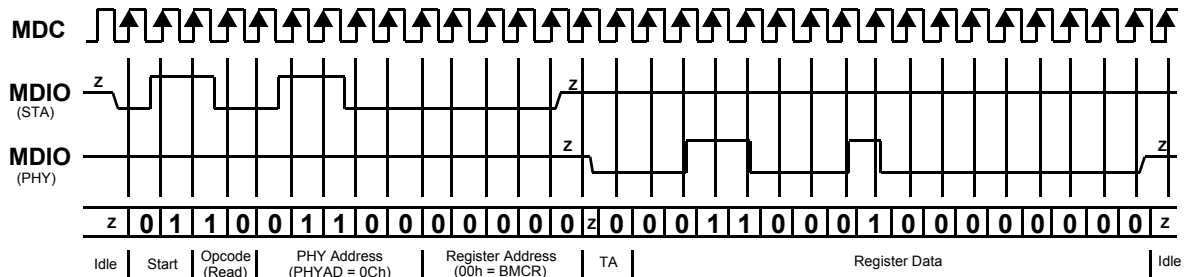 MDC
z
MDIO
(STA)
z
z
MDIO
(PHY)
z
z 0 1 1 0 0 1 1 0 0 0 0 0 0 0 z 0 0 0 1 1 0 0 0 1 0 0 0 0 0 0 0 0 z
Idle
Start
Opcode
(Read)
PHY Address
(PHYAD = 0Ch)
Register Address
(00h = BMCR)
TA
Register Data
Idle